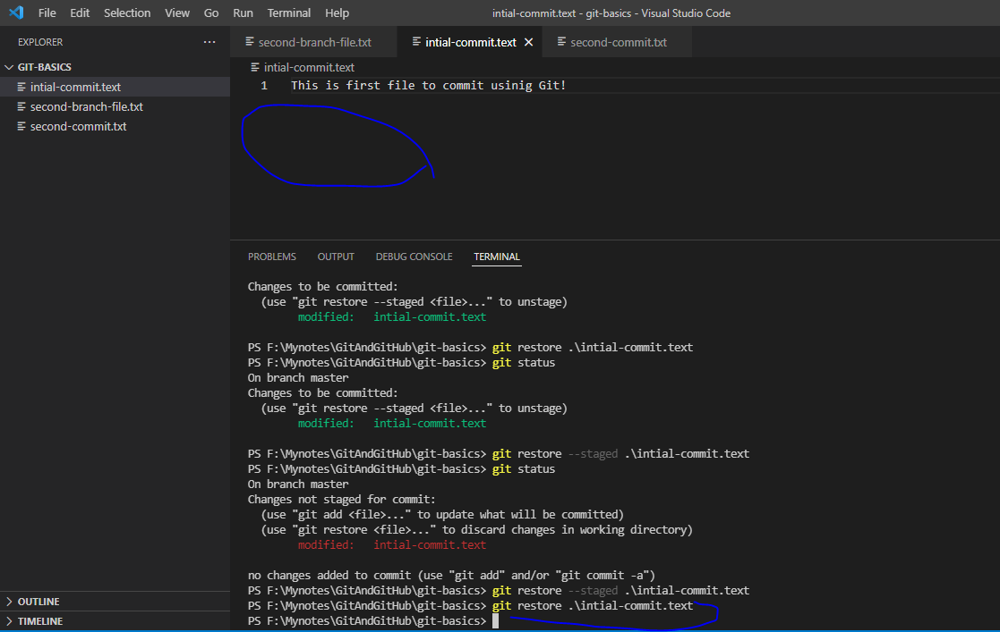 File Edit Selection View Go Run Terminal Help
intial-commit.text - git-basics - Visual Studio Code
EXPLORER
GIT-BASICS
intial-commit.text
second-branch-file.txt
second-commit.txt
OUTLINE
TIMELINE
second-branch-file.txt intial-commit.text second-commit.txt
intial-commit.text
1 This is first file to commit usinig Git!
PROBLEMS OUTPUT DEBUG CONSOLE TERMINAL
Changes to be committed:
(use "git restore --staged <file>..." to unstage)
modified: intial-commit.text
PS F:\Mynotes\GitAndGitHub\git-basics> git restore .\intial-commit.text
PS F:\Mynotes\GitAndGitHub\git-basics> git status
On branch master
Changes to be committed:
(use "git restore --staged <file>..." to unstage)
modified: intial-commit.text
PS F:\Mynotes\GitAndGitHub\git-basics> git restore --staged .\intial-commit.text
PS F:\Mynotes\GitAndGitHub\git-basics> git status
On branch master
Changes not staged for commit:
(use "git add <file>..." to update what will be committed)
(use "git restore <file>..." to discard changes in working directory)
modified: intial-commit.text
no changes added to commit (use "git add" and/or "git commit -a")
PS F:\Mynotes\GitAndGitHub\git-basics> git restore --staged .\intial-commit.text
PS F:\Mynotes\GitAndGitHub\git-basics> git restore .\intial-commit.text
PS F:\Mynotes\GitAndGitHub\git-basics>